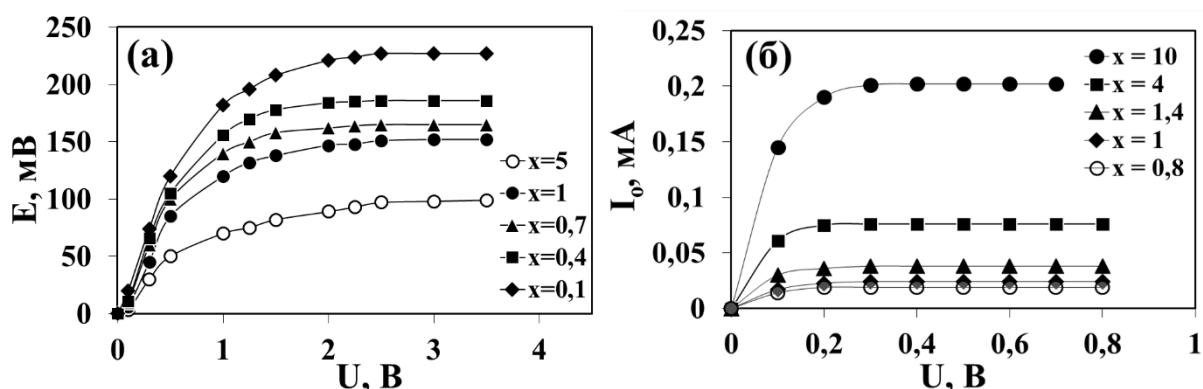 (а)
E, мВ
250
200
150
100
50
0
0 1 2 3 4
U, В
x=5
x=1
x=0,7
x=0,4
x=0,1
(б)
I₀, мА
0,2
0,15
0,1
0,05
0
0 0,2 0,4 0,6 0,8 1
U, В
x = 10
x = 4
x = 1,4
x = 1
x = 0,8